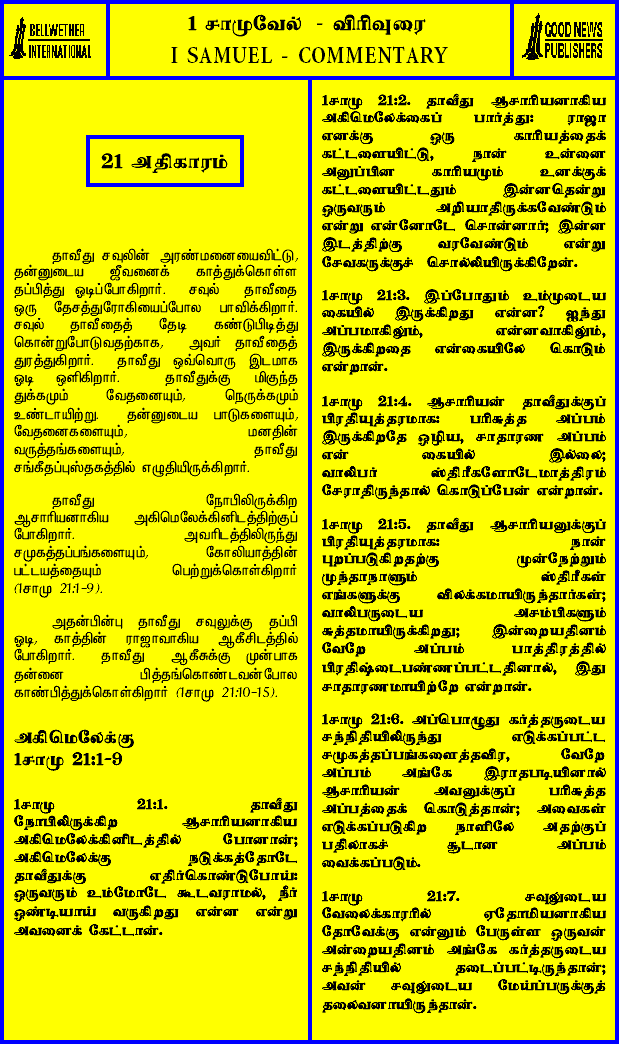 BELLWETHER
INTERNATIONAL
1 சாமுவேல் - விரிவுரை
I SAMUEL - COMMENTARY
GOOD NEWS
PUBLISHERS
21 அதிகாரம்
தாவீது சவுலின் அரண்மனையைவிட்டு,
தன்னுடைய ஜீவனைக் காத்துக்கொள்ள
தப்பித்து ஓடிப்போகிறார். சவுல் தாவீதை
ஒரு தேசத்துரோகியைப்போல பாவிக்கிறார்.
சவுல் தாவீதைத் தேடி கண்டுபிடித்து
கொன்றுபோடுவதற்காக, அவர் தாவீதைத்
துரத்துகிறார். தாவீது ஒவ்வொரு இடமாக
ஓடி ஒளிகிறார். தாவீதுக்கு மிகுந்த
துக்கமும் வேதனையும், நெருக்கமும்
உண்டாயிற்று. தன்னுடைய பாடுகளையும்,
வேதனைகளையும், மனதின்
வருத்தங்களையும், தாவீது
சங்கீதப்புஸ்தகத்தில் எழுதியிருக்கிறார்.
தாவீது நோபிலிருக்கிற
ஆசாரியனாகிய அகிமெலேக்கினிடத்திற்குப்
போகிறார். அவரிடத்திலிருந்து
சமுகத்தப்பங்களையும், கோலியாத்தின்
பட்டயத்தையும் பெற்றுக்கொள்கிறார்
(1சாமு 21:1-9).
அதன்பின்பு தாவீது சவுலுக்கு தப்பி
ஓடி, காத்தின் ராஜாவாகிய ஆகீசிடத்தில்
போகிறார். தாவீது ஆகீசுக்கு முன்பாக
தன்னை பித்தங்கொண்டவன்போல
காண்பித்துக்கொள்கிறார் (1சாமு 21:10-15).
அகிமெலேக்கு
1சாமு 21:1-9
1சாமு 21:1. தாவீது
நோபிலிருக்கிற ஆசாரியனாகிய
அகிமெலேக்கினிடத்தில் போனான்;
அகிமெலேக்கு நடுக்கத்தோடே
தாவீதுக்கு எதிர்கொண்டுபோய்:
ஒருவரும் உம்மோடே கூடவராமல், நீர்
ஒண்டியாய் வருகிறது என்ன என்று
அவனைக் கேட்டான்.
1சாமு 21:2. தாவீது ஆசாரியனாகிய
அகிமெலேக்கைப் பார்த்து: ராஜா
எனக்கு ஒரு காரியத்தைக்
கட்டளையிட்டு, நான் உன்னை
அனுப்பின காரியமும் உனக்குக்
கட்டளையிட்டதும் இன்னதென்று
ஒருவரும் அறியாதிருக்கவேண்டும்
என்று என்னோடே சொன்னார்; இன்ன
இடத்திற்கு வரவேண்டும் என்று
சேவகருக்குச் சொல்லியிருக்கிறேன்.
1சாமு 21:3. இப்போதும் உம்முடைய
கையில் இருக்கிறது என்ன? ஐந்து
அப்பமாகிலும், என்னவாகிலும்,
இருக்கிறதை என்கையிலே கொடும்
என்றான்.
1சாமு 21:4. ஆசாரியன் தாவீதுக்குப்
பிரதியுத்தரமாக: பரிசுத்த அப்பம்
இருக்கிறதே ஒழிய, சாதாரண அப்பம்
என் கையில் இல்லை;
வாலிபர் ஸ்திரீகளோடேமாத்திரம்
சேராதிருந்தால் கொடுப்பேன் என்றான்.
1சாமு 21:5. தாவீது ஆசாரியனுக்குப்
பிரதியுத்தரமாக: நான்
புறப்படுகிறதற்கு முன்நேற்றும்
முந்தாநாளும் ஸ்திரீகள்
எங்களுக்கு விலக்கமாயிருந்தார்கள்;
வாலிபருடைய அசம்பிகளும்
சுத்தமாயிருக்கிறது; இன்றையதினம்
வேறே அப்பம் பாத்திரத்தில்
பிரதிஷ்டைபண்ணப்பட்டதினால், இது
சாதாரணமாயிற்றே என்றான்.
1சாமு 21:6. அப்பொழுது கர்த்தருடைய
சந்நிதியிலிருந்து எடுக்கப்பட்ட
சமுகத்தப்பங்களைத்தவிர, வேறே
அப்பம் அங்கே இராதபடியினால்
ஆசாரியன் அவனுக்குப் பரிசுத்த
அப்பத்தைக் கொடுத்தான்; அவைகள்
எடுக்கப்படுகிற நாளிலே அதற்குப்
பதிலாகச் சூடான அப்பம்
வைக்கப்படும்.
1சாமு 21:7. சவுலுடைய
வேலைக்காரரில் ஏதோமியனாகிய
தோவேக்கு என்னும் பேருள்ள ஒருவன்
அன்றையதினம் அங்கே கர்த்தருடைய
சந்நிதியில் தடைப்பட்டிருந்தான்;
அவன் சவுலுடைய மேய்ப்பருக்குத்
தலைவனாயிருந்தான்.